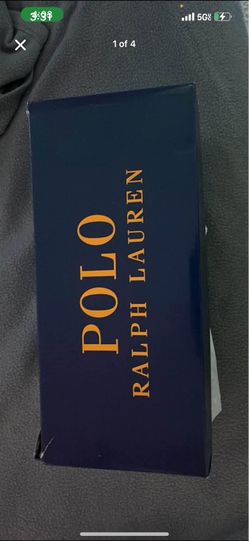 1 of 4
5G
POLO
RALPH LAUREN